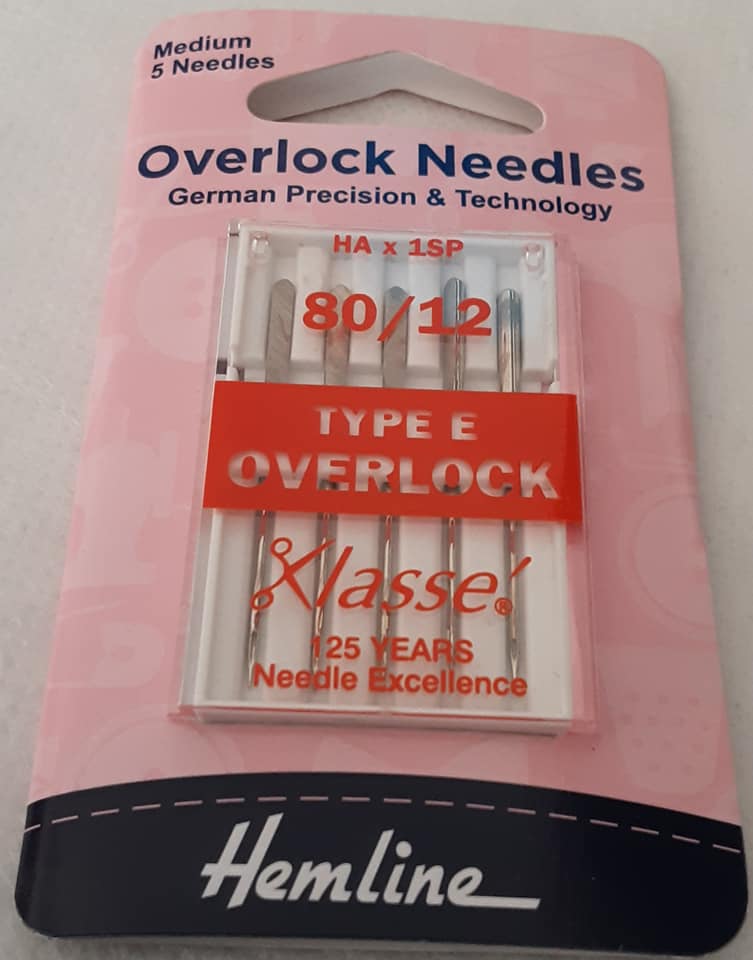 Medium
5 Needles
Overlock Needles
German Precision & Technology
HA x 1SP
80/12
TYPE E
OVERLOCK
Klassé®
125 YEARS
Needle Excellence
Hemline